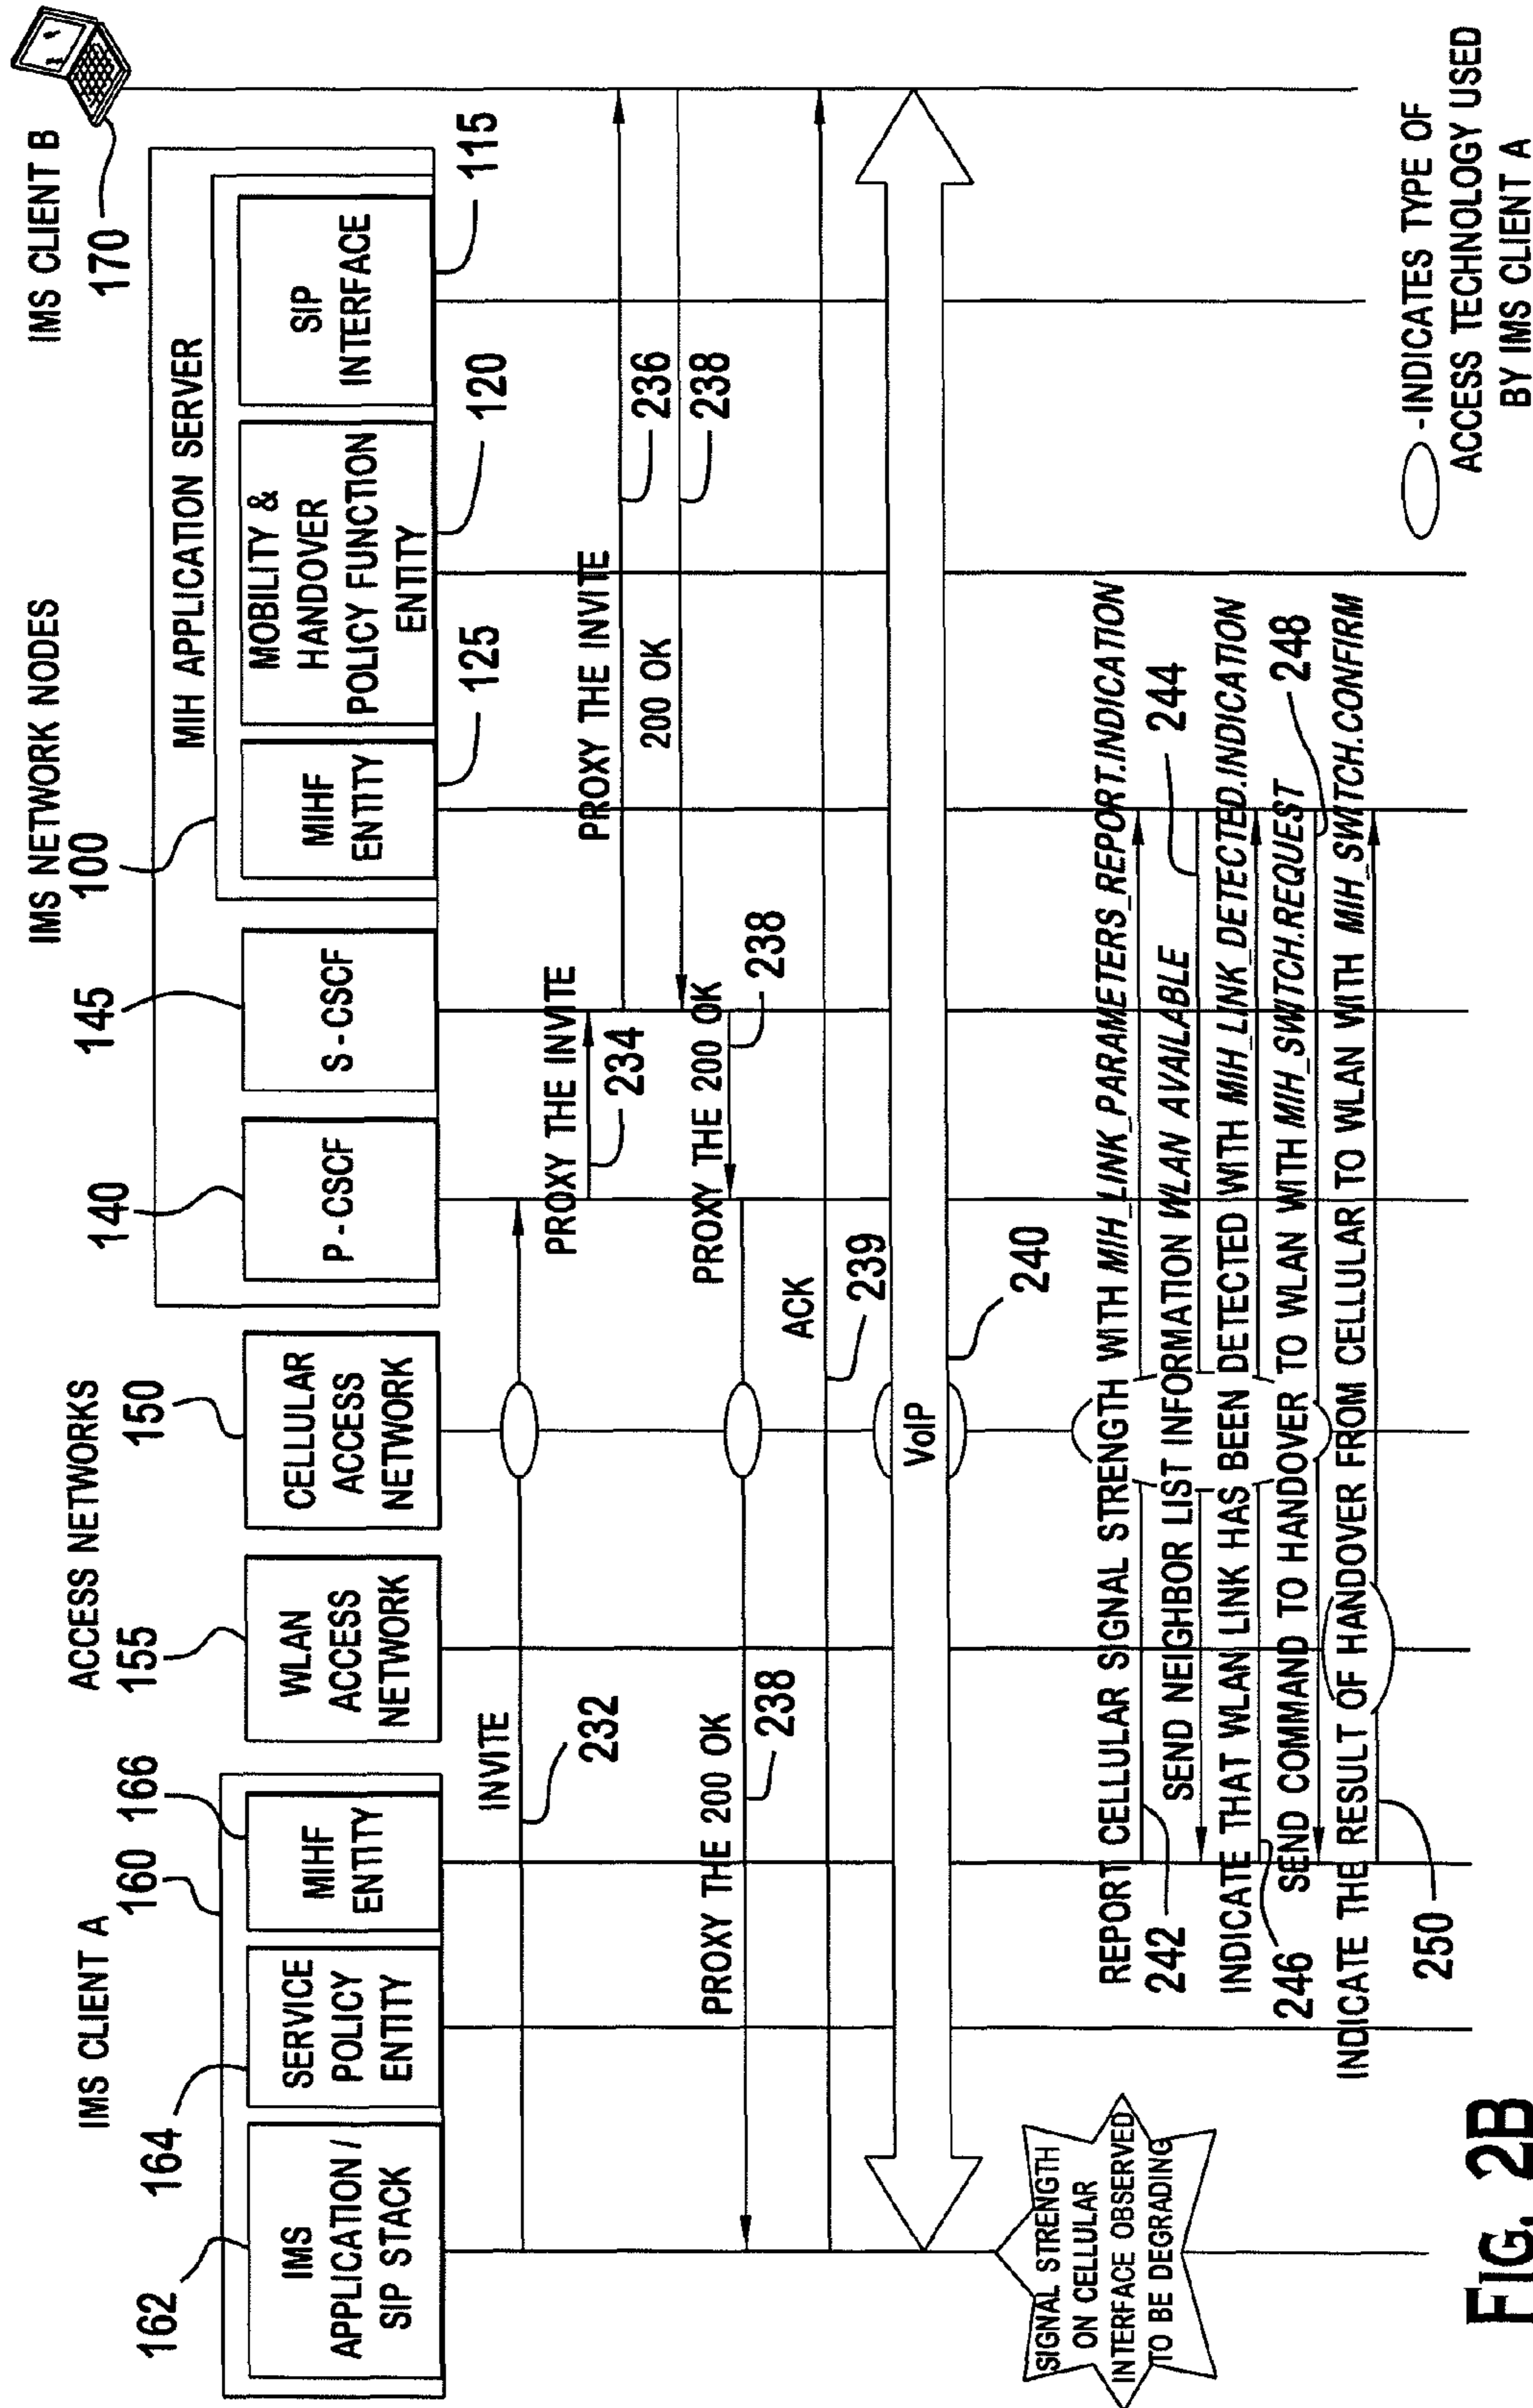 IMS CLIENT A
160
162
IMS
APPLICATION /
SIP STACK
164
SERVICE
POLICY
ENTITY
166
MIHF
ENTITY
ACCESS NETWORKS
155
WLAN
ACCESS
NETWORK
150
CELLULAR
ACCESS
NETWORK
IMS NETWORK NODES
140
P-CSCF
145
S-CSCF
100
MIH APPLICATION SERVER
MIHF
ENTITY
125
MOBILITY &
HANDOVER
POLICY FUNCTION
ENTITY
120
SIP
INTERFACE
115
IMS CLIENT B
170
INVITE
232
PROXY THE INVITE
234
PROXY THE INVITE
236
200 OK
238
PROXY THE 200 OK
238
PROXY THE 200 OK
238
ACK
239
VoIP
240
SIGNAL STRENGTH
ON CELLULAR
INTERFACE OBSERVED
TO BE DEGRADING
REPORT CELLULAR SIGNAL STRENGTH WITH MIH_LINK_PARAMETERS_REPORT.INDICATION
242
SEND NEIGHBOR LIST INFORMATION WLAN AVAILABLE
244
INDICATE THAT WLAN LINK HAS BEEN DETECTED WITH MIH_LINK_DETECTED.INDICATION
246
SEND COMMAND TO HANDOVER TO WLAN WITH MIH_SWITCH.REQUEST
248
INDICATE THE RESULT OF HANDOVER FROM CELLULAR TO WLAN WITH MIH_SWITCH.CONFIRM
250
-INDICATES TYPE OF
ACCESS TECHNOLOGY USED
BY IMS CLIENT A
FIG. 2B